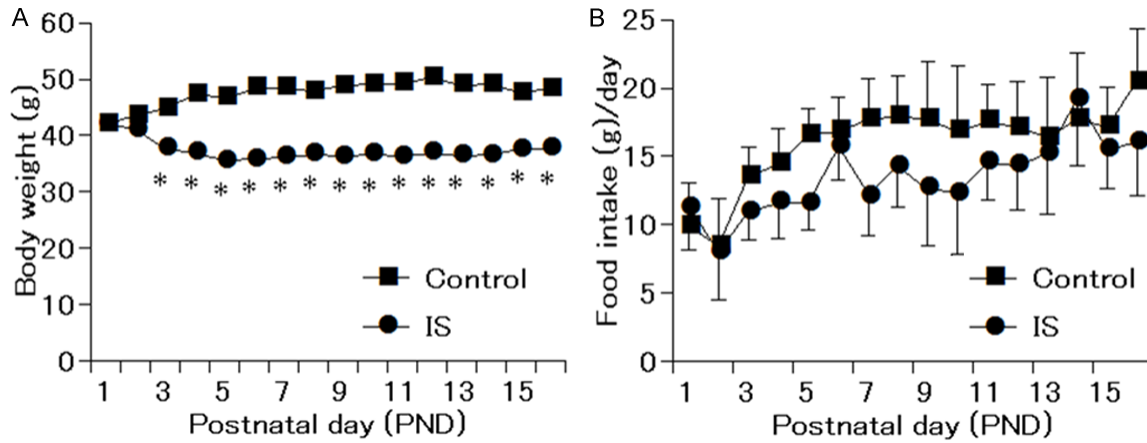 A
Body weight (g)
60
50
40
30
20
10
0
* * * * * * * * * * * * * *
Control
IS
1 3 5 7 9 11 13 15
Postnatal day (PND)
B
Food intake (g)/day
25
20
15
10
5
0
Control
IS
1 3 5 7 9 11 13 15
Postnatal day (PND)